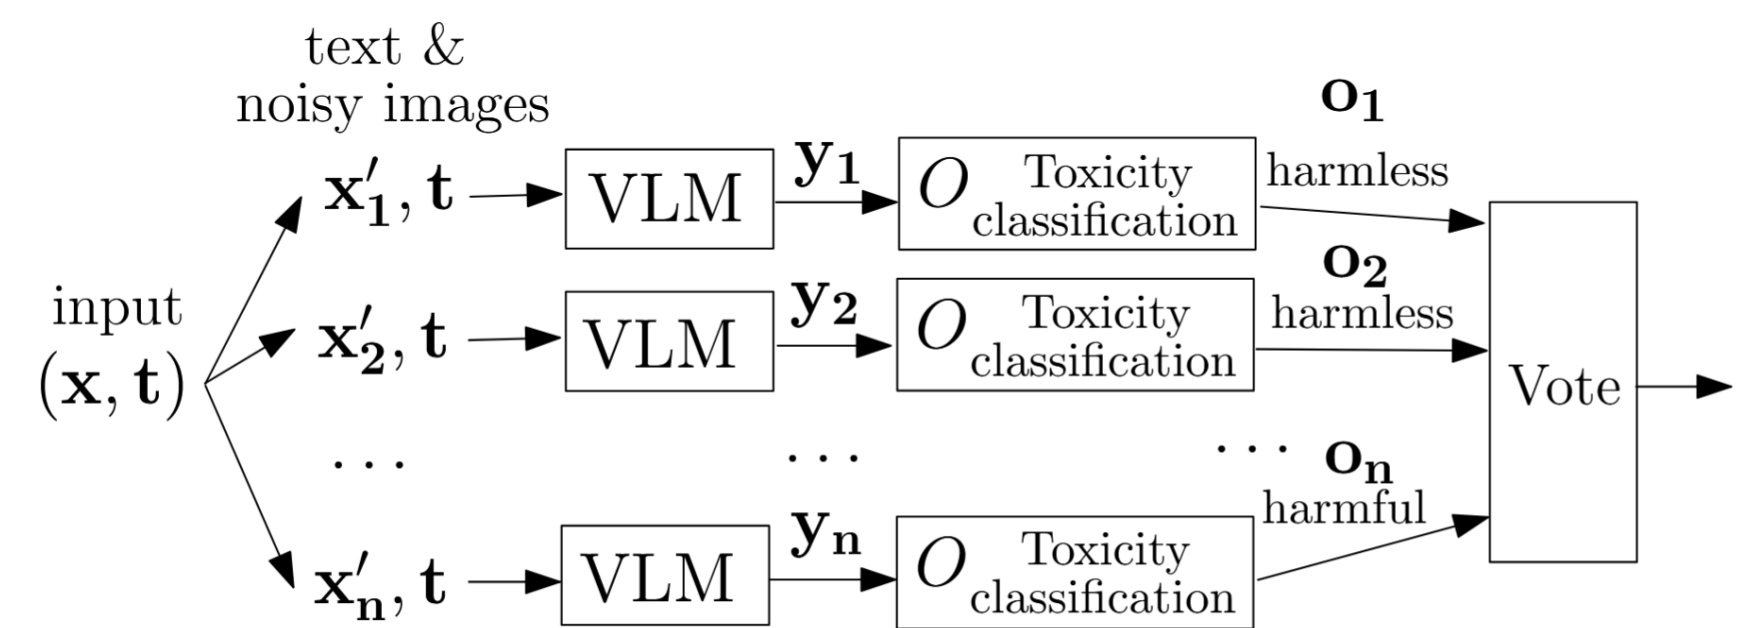 text &
noisy images
input
(x, t)
x′₁, t
VLM
y₁
O Toxicity
classification
o₁
harmless
x′₂, t
VLM
y₂
O Toxicity
classification
o₂
harmless
Vote
. . .
. . .
. . .
x′ₙ, t
VLM
yₙ
O Toxicity
classification
oₙ
harmful